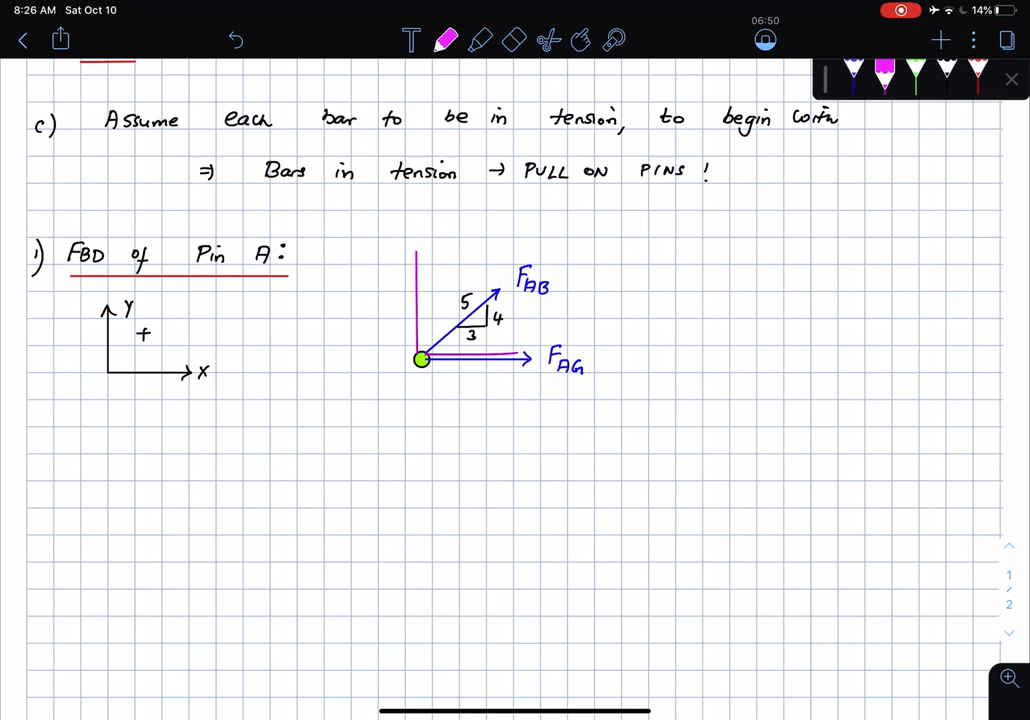 8:26 AM Sat Oct 10
14%
06:50
T
c) Assume each bar to be in tension, to begin with
⇒ Bars in tension → PULL ON PINS !
1) FBD of Pin A:
Y
+
X
5
4
3
F_AB
F_AG
1
/
2